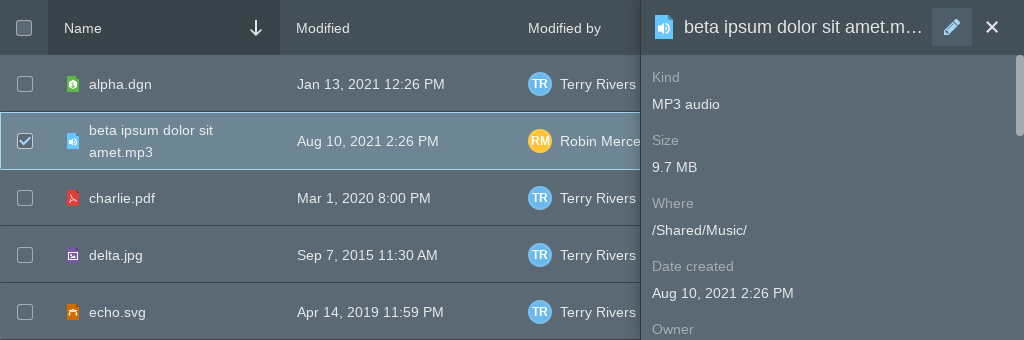 Name Modified Modified by
alpha.dgn Jan 13, 2021 12:26 PM TR Terry Rivers
beta ipsum dolor sit
amet.mp3 Aug 10, 2021 2:26 PM RM Robin Merce
charlie.pdf Mar 1, 2020 8:00 PM TR Terry Rivers
delta.jpg Sep 7, 2015 11:30 AM TR Terry Rivers
echo.svg Apr 14, 2019 11:59 PM TR Terry Rivers
beta ipsum dolor sit amet.m…
Kind
MP3 audio
Size
9.7 MB
Where
/Shared/Music/
Date created
Aug 10, 2021 2:26 PM
Owner